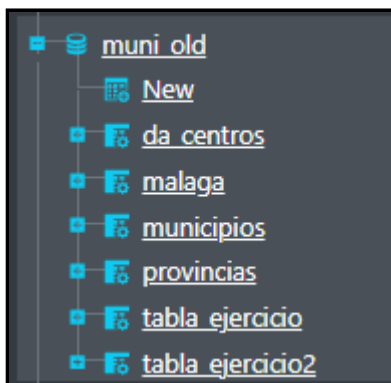 muni_old
New
da_centros
malaga
municipios
provincias
tabla_ejercicio
tabla_ejercicio2